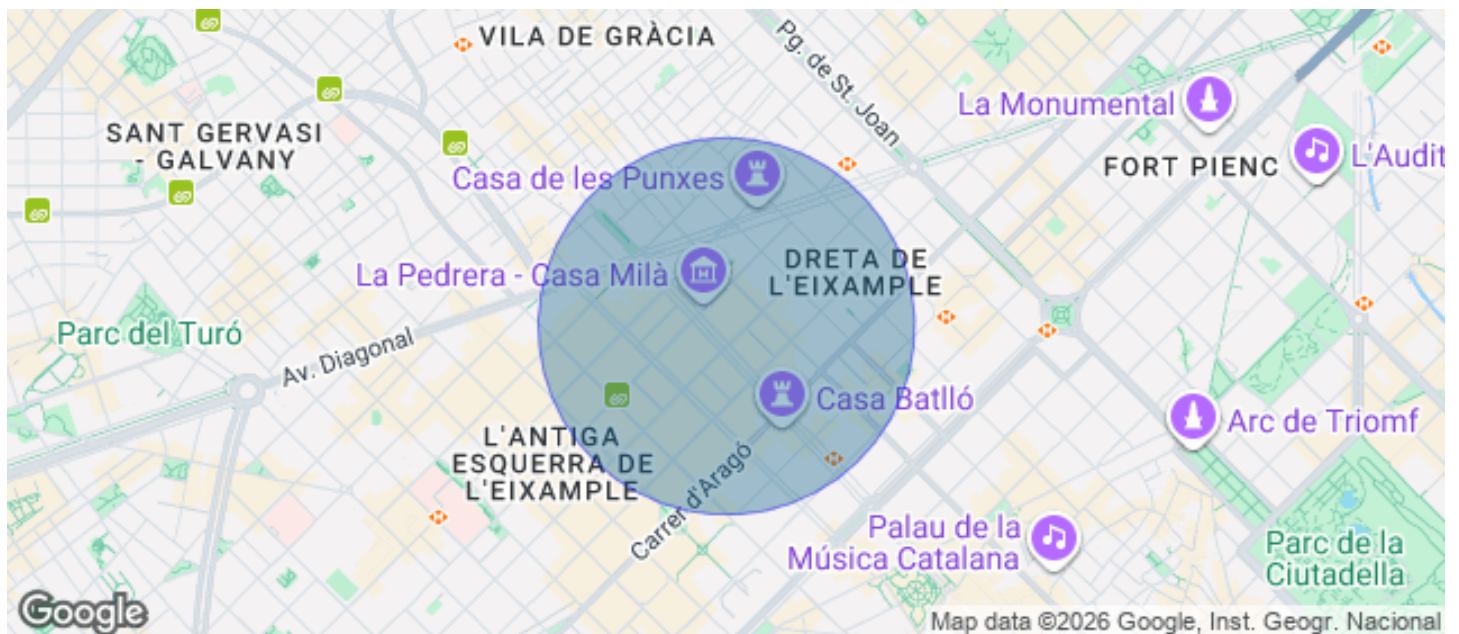 VILA DE GRÀCIA
Pg. de St. Joan
La Monumental
SANT GERVASI
- GALVANY
L'Audit
FORT PIENC
Casa de les Punxes
DRETA DE
L'EIXAMPLE
La Pedrera - Casa Milà
Parc del Turó
Av. Diagonal
Casa Batlló
Arc de Triomf
L'ANTIGA
ESQUERRA DE
L'EIXAMPLE
Carrer d'Aragó
Palau de la
Música Catalana
Parc de la
Ciutadella
Google
Map data ©2026 Google, Inst. Geogr. Nacional